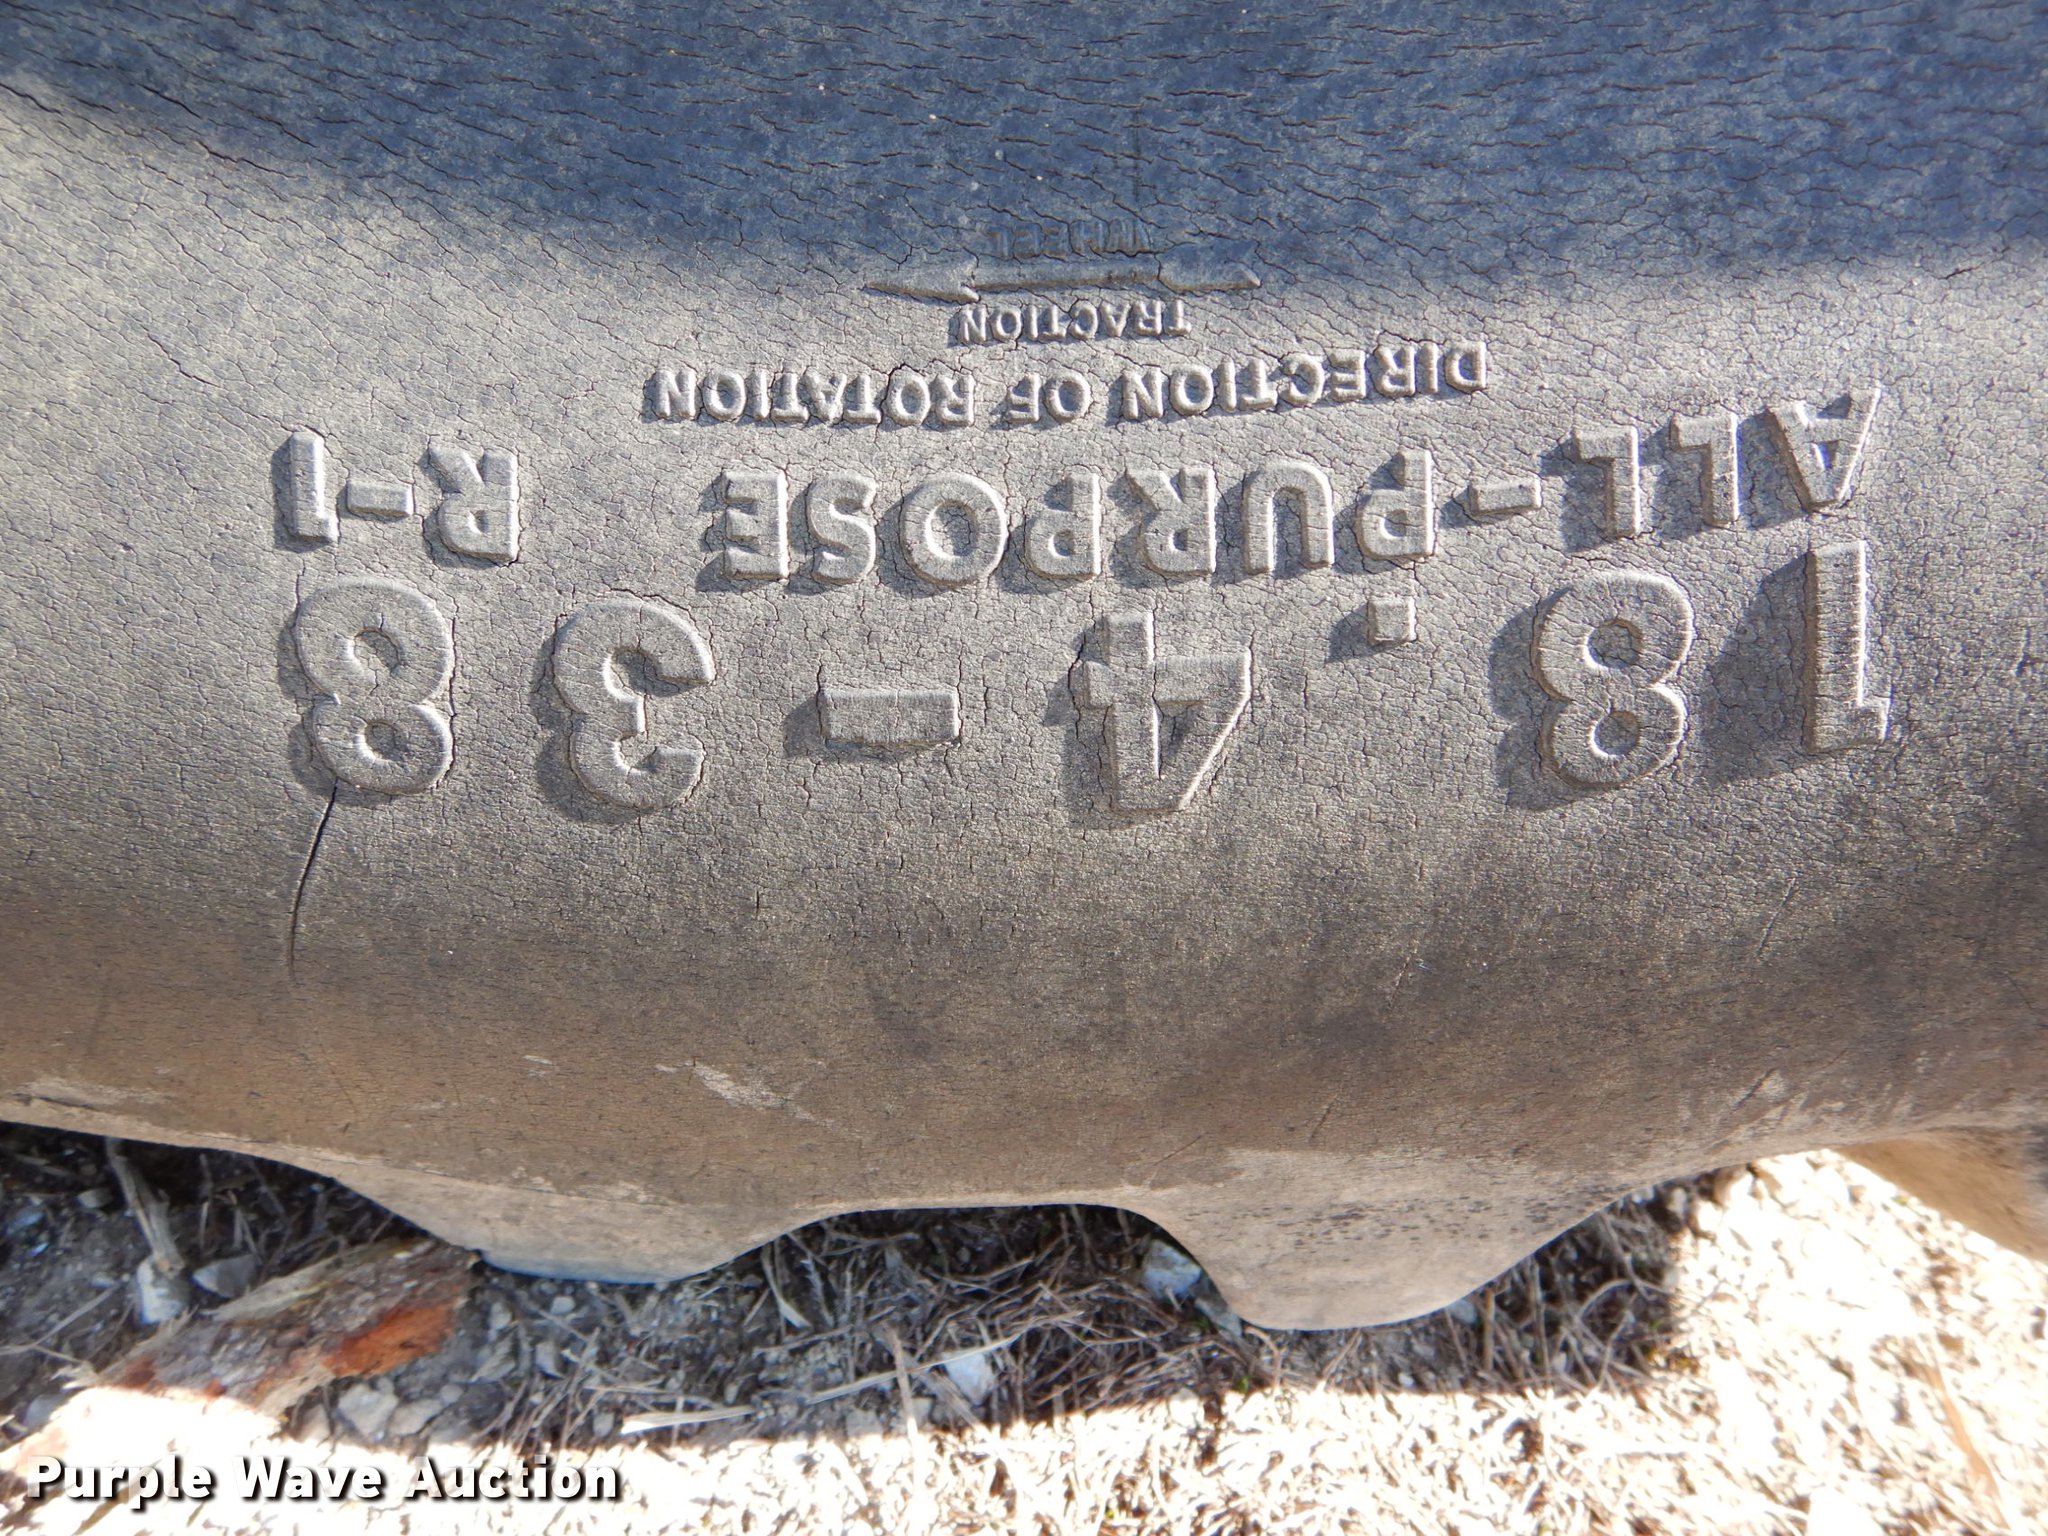 18.4-38
ALL-PURPOSE R-1
DIRECTION OF ROTATION
TRACTION
WHEEL
Purple Wave Auction